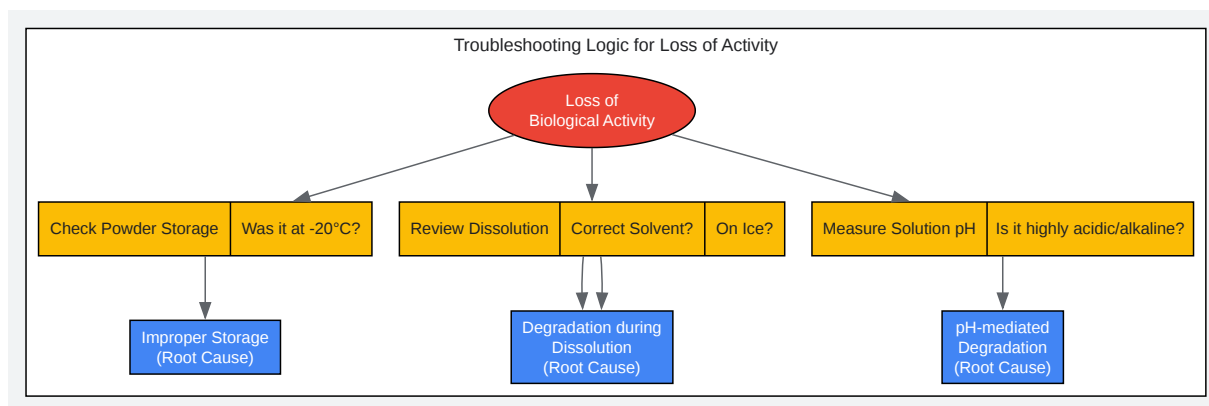 Troubleshooting Logic for Loss of Activity
Loss of
Biological Activity
Check Powder Storage
Was it at -20°C?
Review Dissolution
Correct Solvent?
On Ice?
Measure Solution pH
Is it highly acidic/alkaline?
Improper Storage
(Root Cause)
Degradation during
Dissolution
(Root Cause)
pH-mediated
Degradation
(Root Cause)